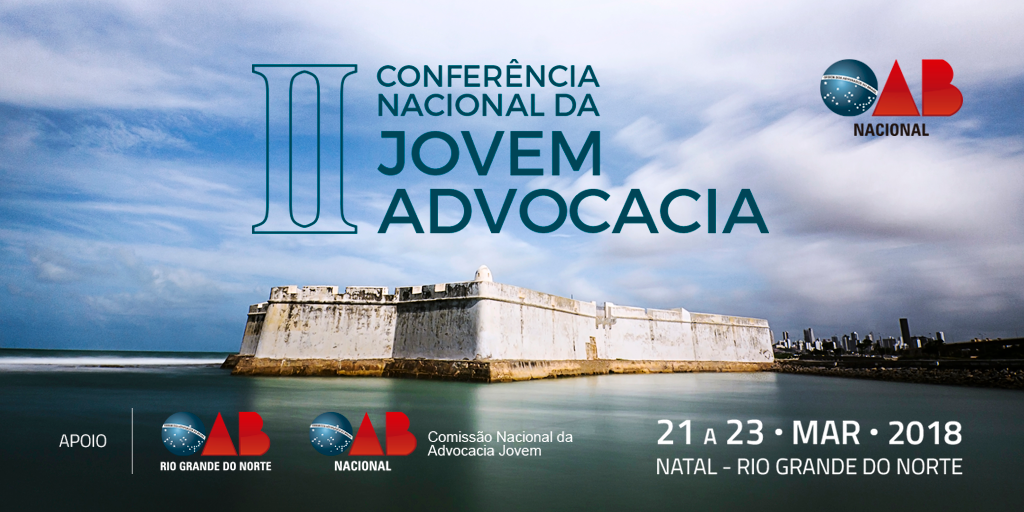 II
CONFERÊNCIA
NACIONAL DA
JOVEM
ADVOCACIA
OAB
NACIONAL
APOIO
OAB
RIO GRANDE DO NORTE
OAB
NACIONAL
Comissão Nacional da
Advocacia Jovem
21 A 23 • MAR • 2018
NATAL - RIO GRANDE DO NORTE